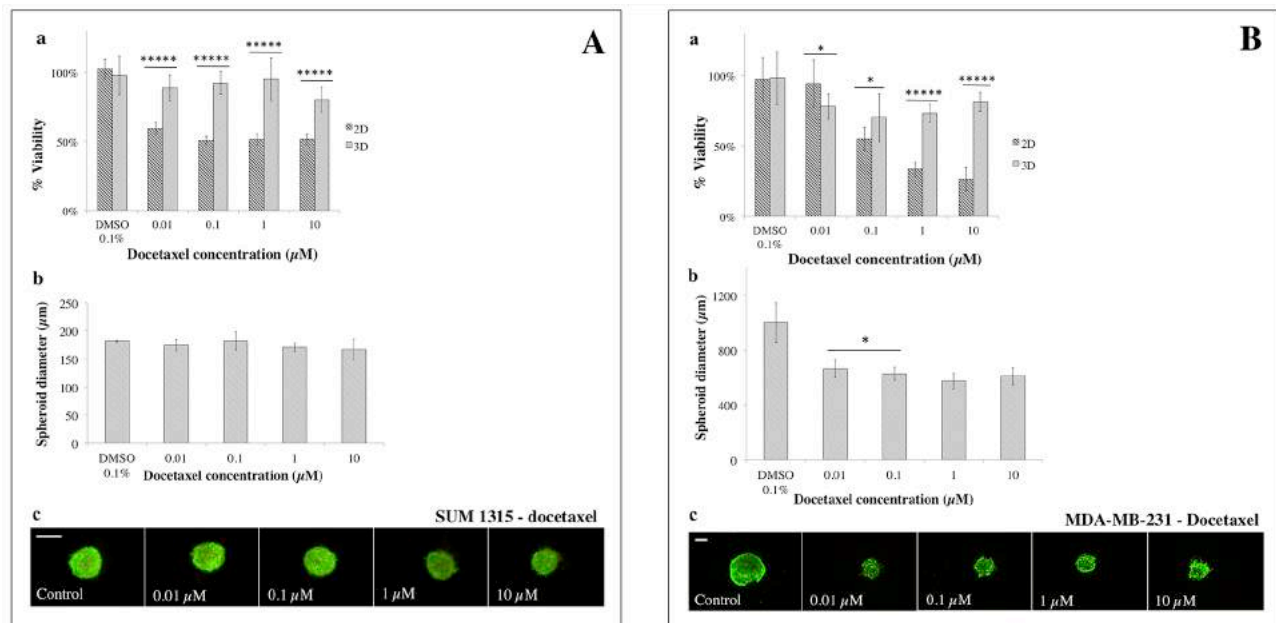 A
a
*****
*****
*****
*****
100%
50%
0%
% Viability
2D
3D
DMSO
0.1%
0.01
0.1
1
10
Docetaxel concentration (µM)
b
250
200
150
100
50
0
Spheroid diameter (µm)
DMSO
0.1%
0.01
0.1
1
10
Docetaxel concentration (µM)
c
SUM 1315 - docetaxel
Control
0.01 µM
0.1 µM
1 µM
10 µM
B
a
*
*
*****
*****
100%
50%
0%
% Viability
2D
3D
DMSO
0.1%
0.01
0.1
1
10
Docetaxel concentration (µM)
b
1200
900
600
400
0
Spheroid diameter (µm)
*
DMSO
0.1%
0.01
0.1
1
10
Docetaxel concentration (µM)
c
MDA-MB-231 - Docetaxel
Control
0.01 µM
0.1 µM
1 µM
10 µM